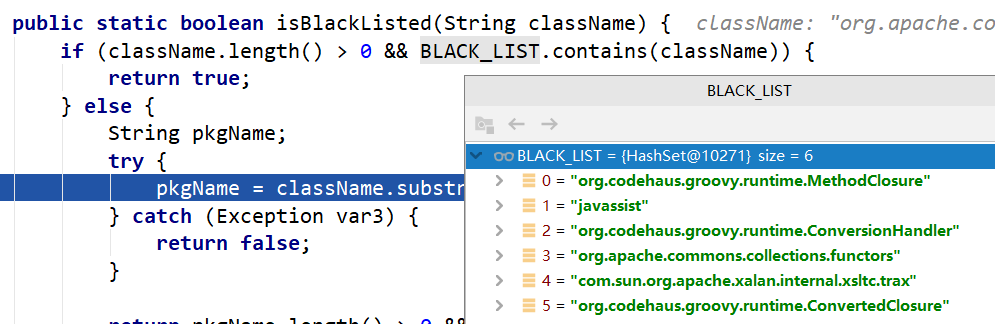 public static boolean isBlackListed(String className) { className: "org.apache.co
if (className.length() > 0 && BLACK_LIST.contains(className)) {
return true;
} else {
String pkgName;
try {
pkgName = className.substr
} catch (Exception var3) {
return false;
}
return pkgName.length() > 0 &&
BLACK_LIST
BLACK_LIST = {HashSet@10271} size = 6
0 = "org.codehaus.groovy.runtime.MethodClosure"
1 = "javassist"
2 = "org.codehaus.groovy.runtime.ConversionHandler"
3 = "org.apache.commons.collections.functors"
4 = "com.sun.org.apache.xalan.internal.xsltc.trax"
5 = "org.codehaus.groovy.runtime.ConvertedClosure"